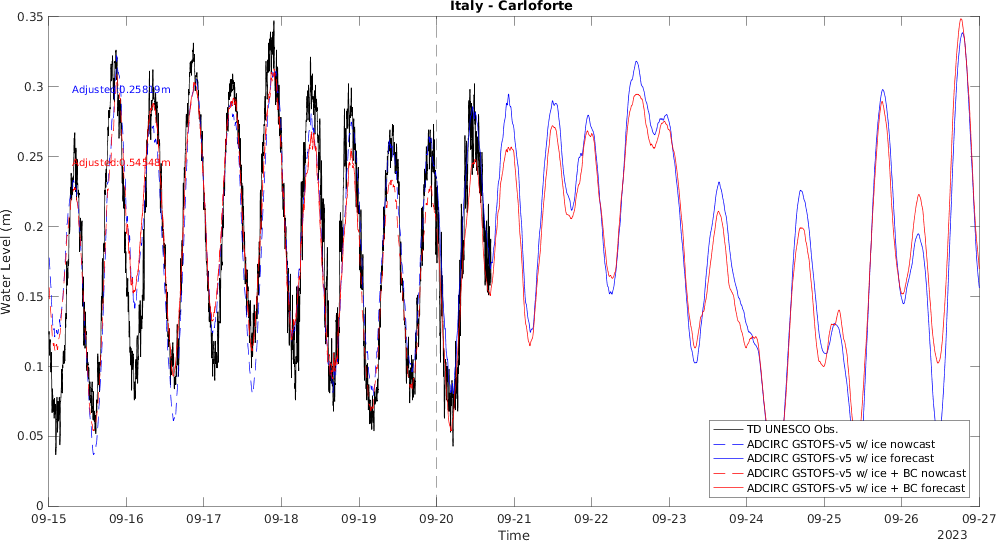 Italy - Carloforte
0.35
0.3
0.25
0.2
0.15
0.1
0.05
0
Water Level (m)
Adjusted:0.25819m
Adjusted:0.54548m
TD UNESCO Obs.
ADCIRC GSTOFS-v5 w/ ice nowcast
ADCIRC GSTOFS-v5 w/ ice forecast
ADCIRC GSTOFS-v5 w/ ice + BC nowcast
ADCIRC GSTOFS-v5 w/ ice + BC forecast
09-15 09-16 09-17 09-18 09-19 09-20 09-21 09-22 09-23 09-24 09-25 09-26 09-27
Time
2023